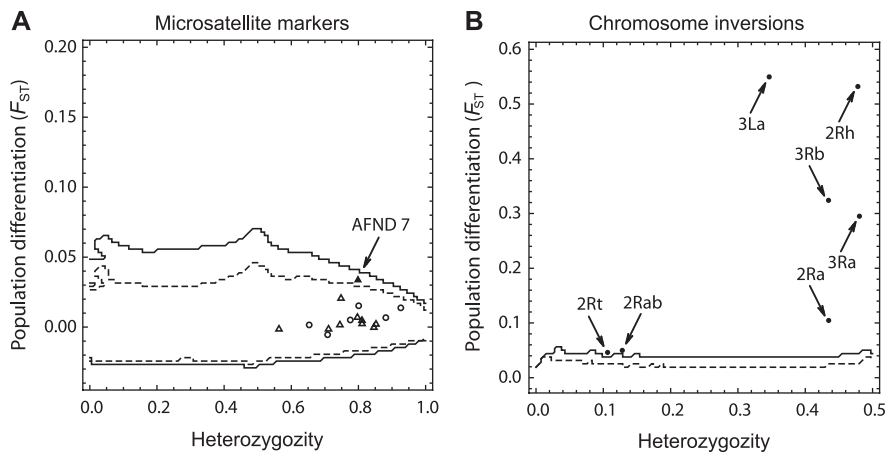 A
Microsatellite markers
Population differentiation (FST)
0.20
0.15
0.10
0.05
0.00
AFND 7
0.0 0.2 0.4 0.6 0.8 1.0
Heterozygozity
B
Chromosome inversions
Population differentiation (FST)
0.6
0.5
0.4
0.3
0.2
0.1
0.0
3La
2Rh
3Rb
3Ra
2Ra
2Rt
2Rab
0.0 0.1 0.2 0.3 0.4 0.5
Heterozygozity